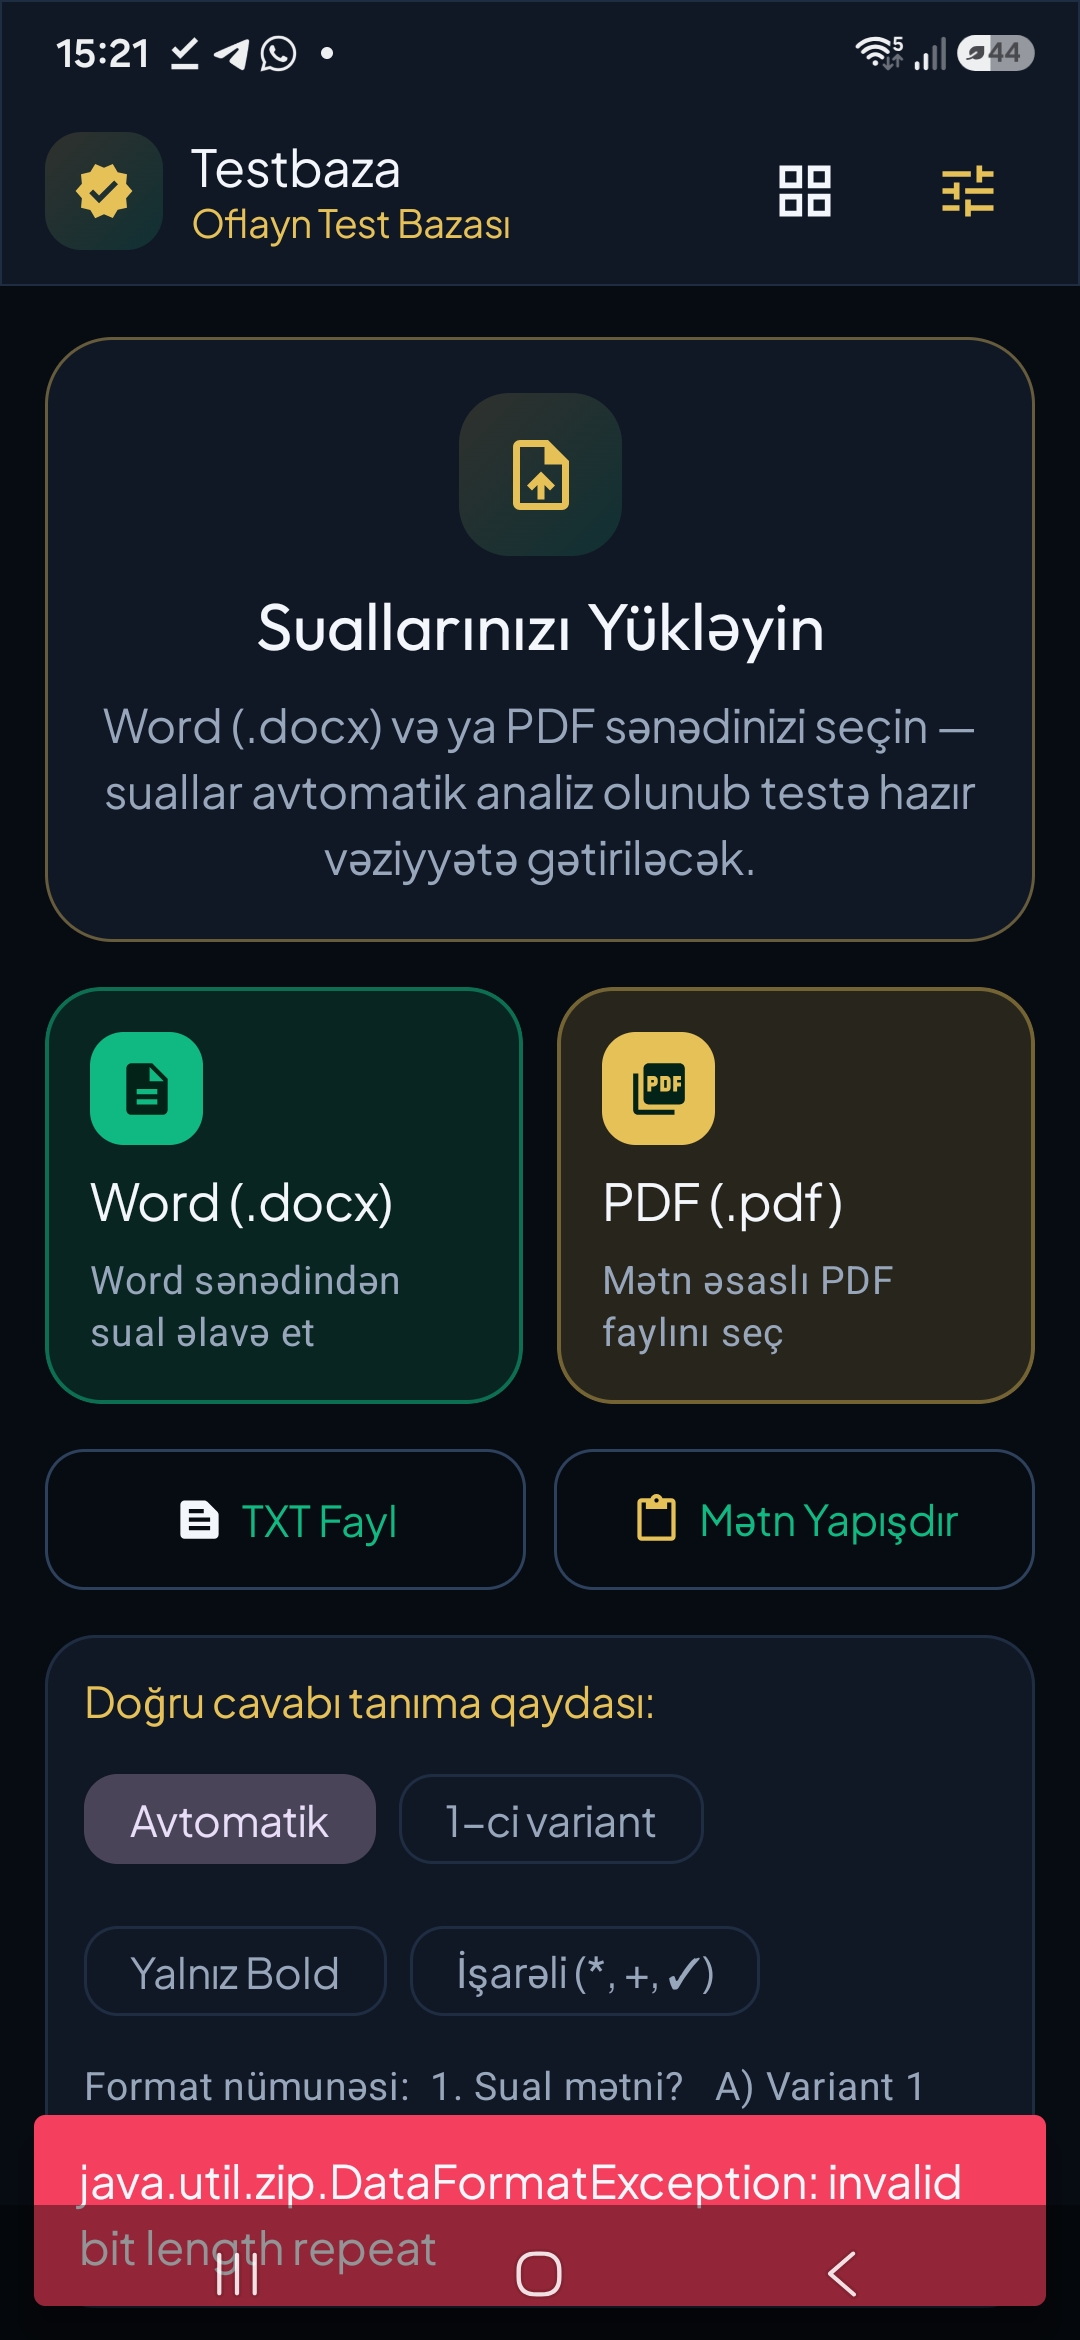 15:21
5
44
Testbaza
Oflayn Test Bazası
Suallarınızı Yükləyin
Word (.docx) və ya PDF sənədinizi seçin —
suallar avtomatik analiz olunub testə hazır
vəziyyətə gətiriləcək.
PDF
Word (.docx)
Word sənədindən
sual əlavə et
PDF (.pdf)
Mətn əsaslı PDF
faylını seç
TXT Fayl
Mətn Yapışdır
Doğru cavabı tanıma qaydası:
Avtomatik
1-ci variant
Yalnız Bold
İşarəli (*, +, ✓)
Format nümunəsi: 1. Sual mətni? A) Variant 1
java.util.zip.DataFormatException: invalid
bit length repeat